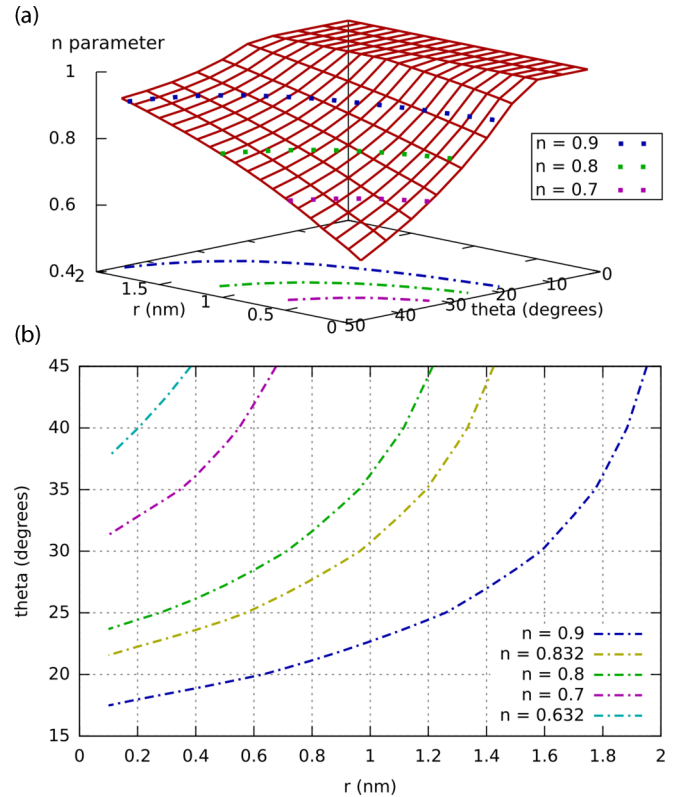 (a)
n parameter
1
0.8
0.6
0.4
n = 0.9
n = 0.8
n = 0.7
2
1.5
1
0.5
0
r (nm)
50
40
30
20
10
0
theta (degrees)
(b)
45
40
35
30
25
20
15
theta (degrees)
n = 0.9
n = 0.832
n = 0.8
n = 0.7
n = 0.632
0
0.2
0.4
0.6
0.8
1
1.2
1.4
1.6
1.8
2
r (nm)